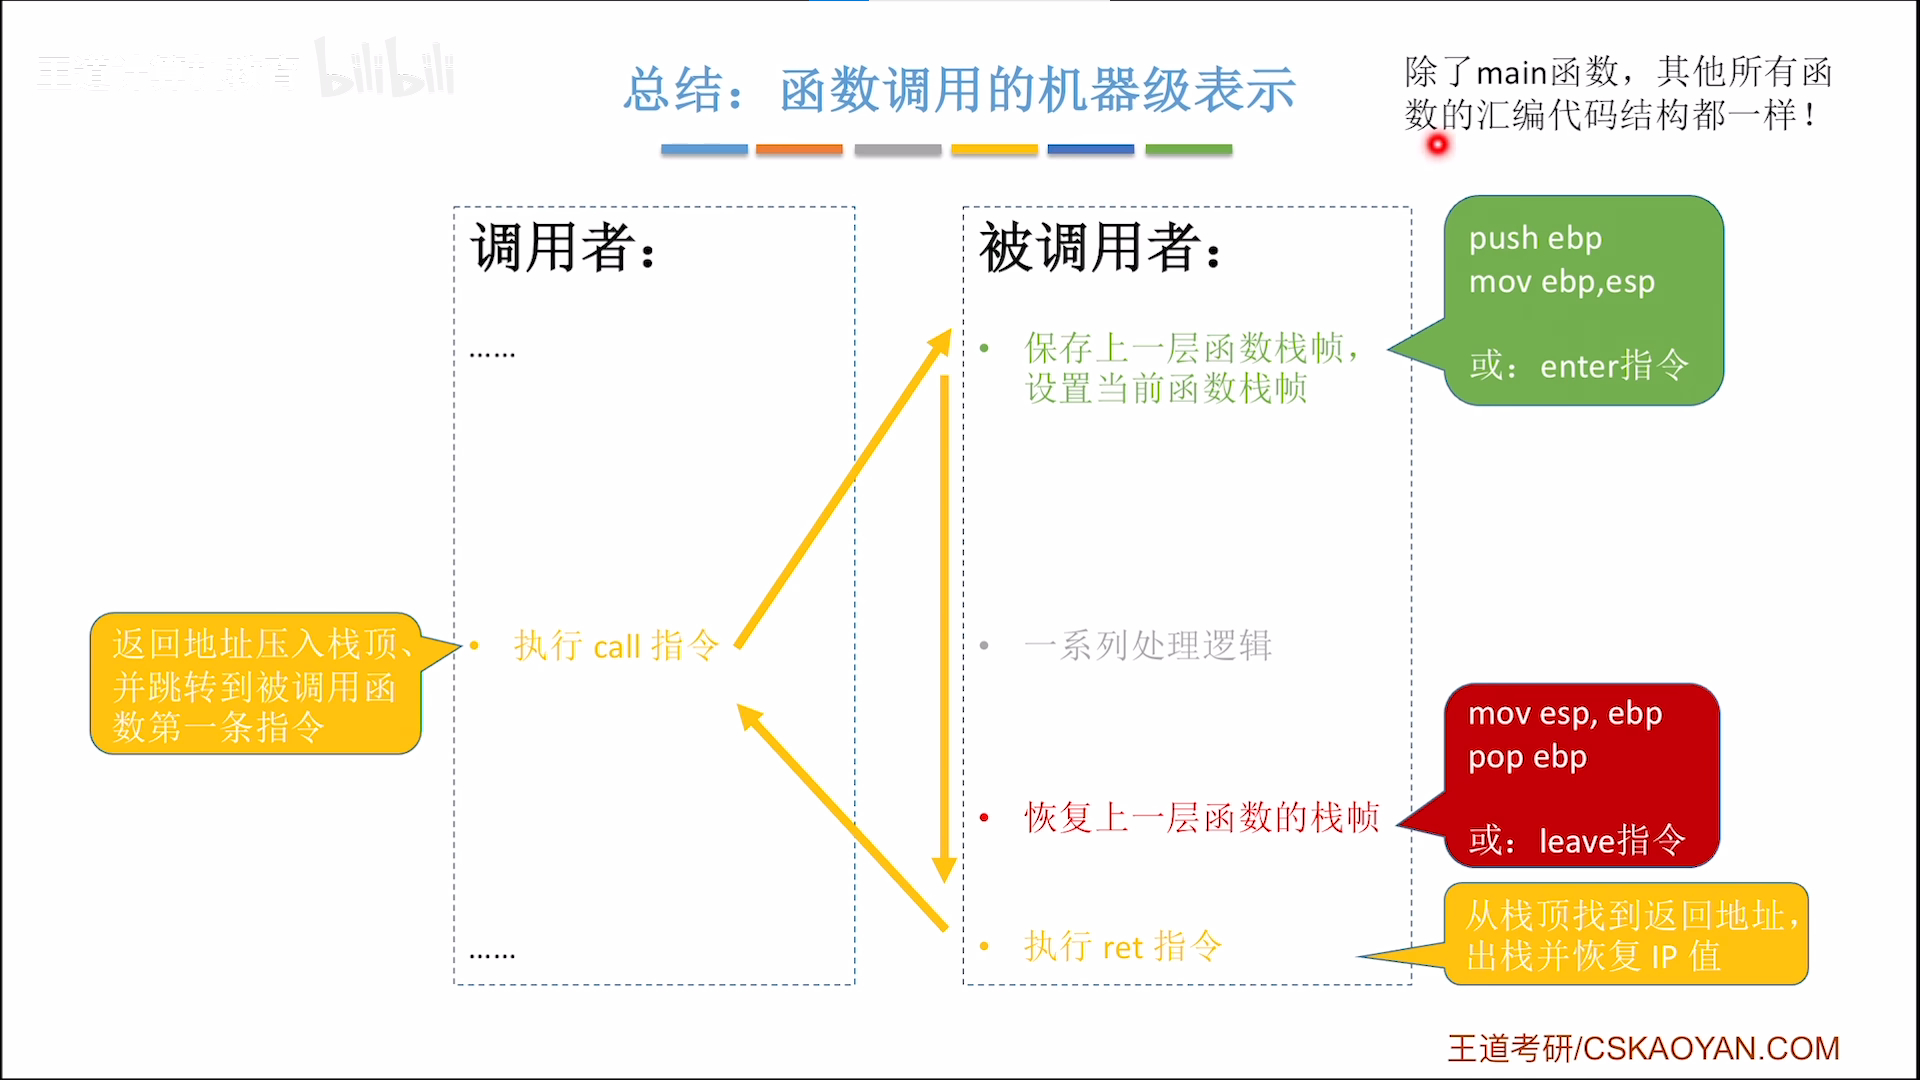 王道计算机教育 bilibili
总结：函数调用的机器级表示
除了main函数，其他所有函
数的汇编代码结构都一样！
调用者：
……
返回地址压入栈顶、
并跳转到被调用函
数第一条指令
• 执行 call 指令
……
被调用者：
• 保存上一层函数栈帧，
设置当前函数栈帧
push ebp
mov ebp,esp
或：enter指令
• 一系列处理逻辑
• 恢复上一层函数的栈帧
mov esp, ebp
pop ebp
或：leave指令
• 执行 ret 指令
从栈顶找到返回地址，
出栈并恢复 IP 值
王道考研/CSKAOYAN.COM